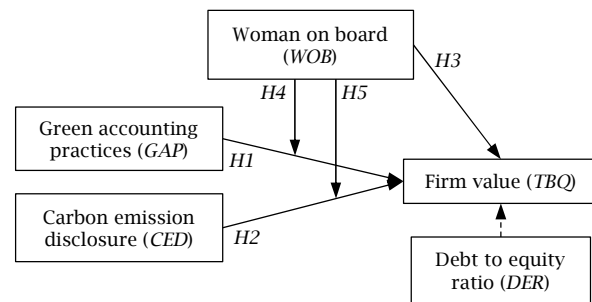 Woman on board
(WOB)
H3
H4
H5
Green accounting
practices (GAP)
H1
Firm value (TBQ)
Carbon emission
disclosure (CED)
H2
Debt to equity
ratio (DER)